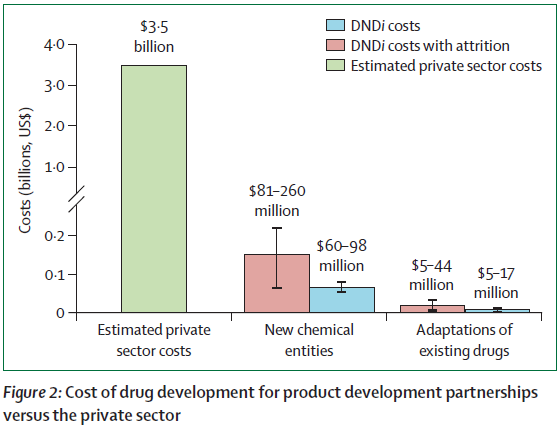 $3·5
billion
DNDi costs
DNDi costs with attrition
Estimated private sector costs
Costs (billions, US$)
4·0
3·0
2·0
1·0
0·2
0·1
0
$81–260
million
$60–98
million
$5–44
million
$5–17
million
Estimated private
sector costs
New chemical
entities
Adaptations of
existing drugs
Figure 2: Cost of drug development for product development partnerships
versus the private sector